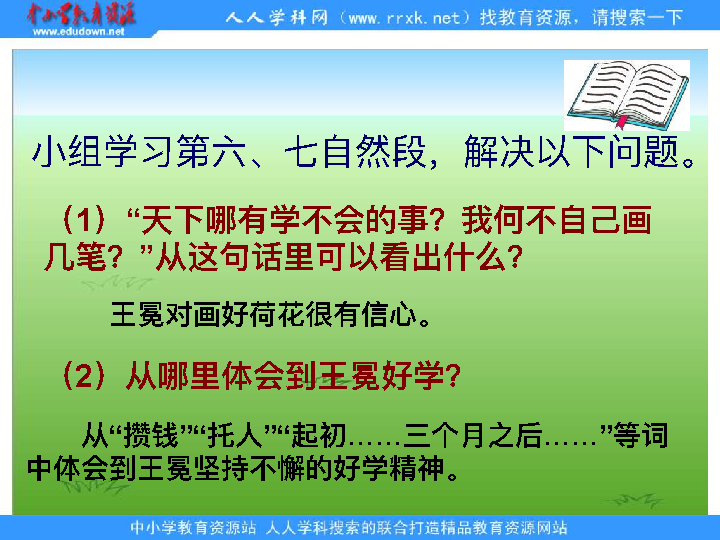 中小学教育资源
www.edudown.net
人人学科网（www.rrxk.net）找教育资源，请搜索一下
小组学习第六、七自然段，解决以下问题。
（1）“天下哪有学不会的事？我何不自己画
几笔？”从这句话里可以看出什么？
王冕对画好荷花很有信心。
（2）从哪里体会到王冕好学？
从“攒钱”“托人”“起初……三个月之后……”等词
中体会到王冕坚持不懈的好学精神。
中小学教育资源站 人人学科搜索的联合打造精品教育资源网站